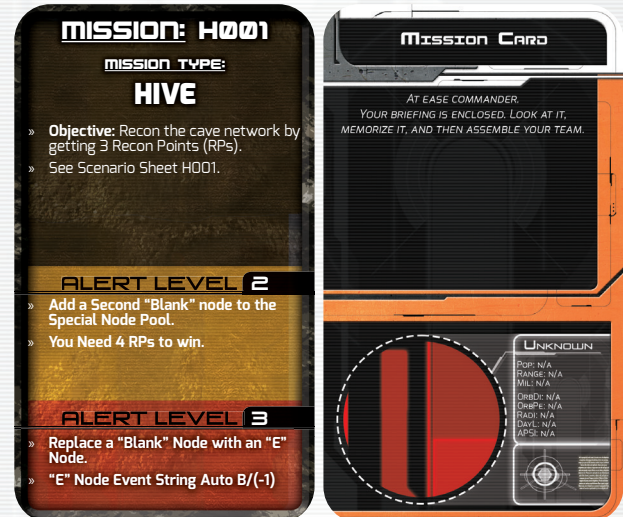 MISSION: H001
MISSION TYPE:
HIVE
» Objective: Recon the cave network by
getting 3 Recon Points (RPs).
» See Scenario Sheet H001.
ALERT LEVEL 2
» Add a Second “Blank” node to the
Special Node Pool.
» You Need 4 RPs to win.
ALERT LEVEL 3
» Replace a “Blank” Node with an “E”
Node.
» “E” Node Event String Auto B/(-1)
Mission Card
At ease commander.
Your briefing is enclosed. Look at it,
memorize it, and then assemble your team.
Unknown
Pop: N/A
Range: N/A
Mil: N/A
OrbDi: N/A
OrbPe: N/A
Radi: N/A
DayL: N/A
APSI: N/A